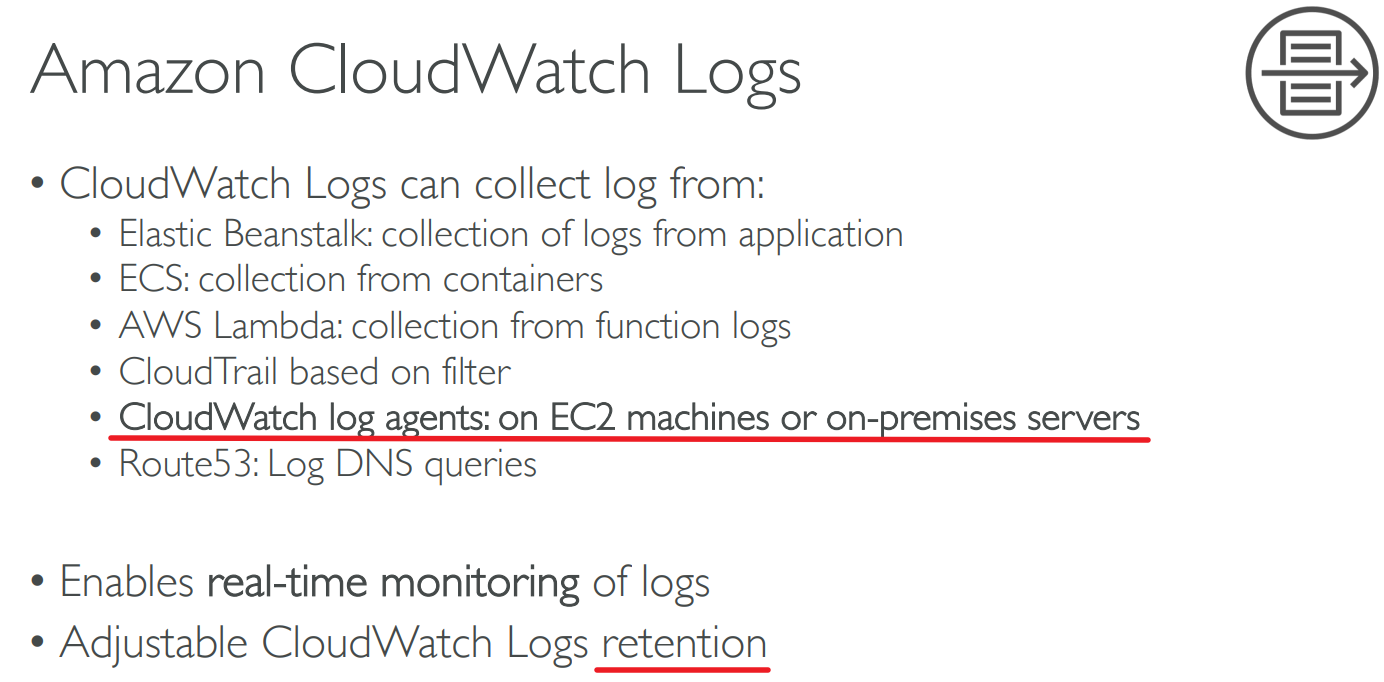 Amazon CloudWatch Logs
• CloudWatch Logs can collect log from:
• Elastic Beanstalk: collection of logs from application
• ECS: collection from containers
• AWS Lambda: collection from function logs
• CloudTrail based on filter
• CloudWatch log agents: on EC2 machines or on-premises servers
• Route53: Log DNS queries
• Enables real-time monitoring of logs
• Adjustable CloudWatch Logs retention